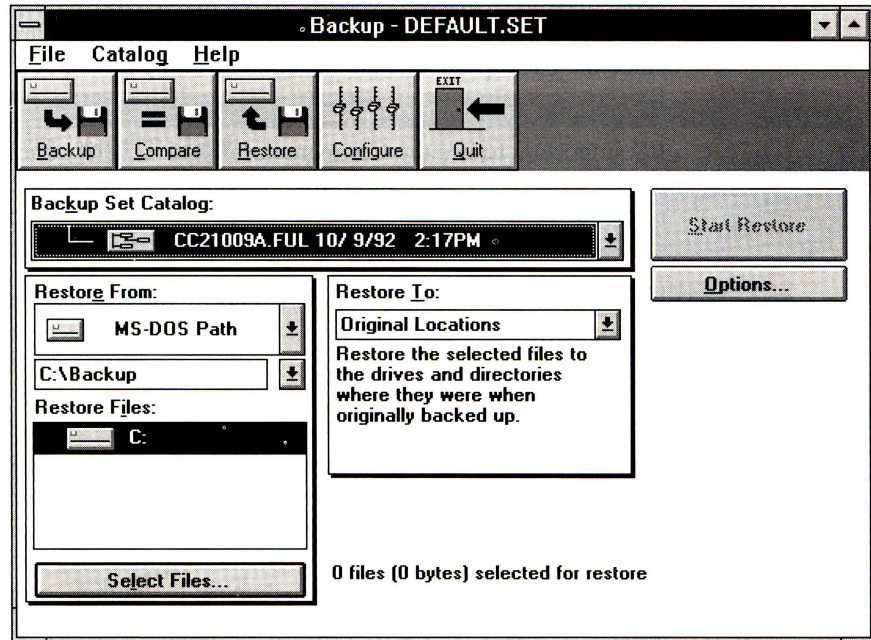 Backup - DEFAULT.SET
File Catalog Help
EXIT
Backup Compare Restore Configure Quit
Backup Set Catalog:
CC21009A.FUL 10/ 9/92 2:17PM
Start Restore
Options...
Restore From:
MS-DOS Path
C:\Backup
Restore Files:
C:
Select Files...
Restore To:
Original Locations
Restore the selected files to
the drives and directories
where they were when
originally backed up.
0 files (0 bytes) selected for restore